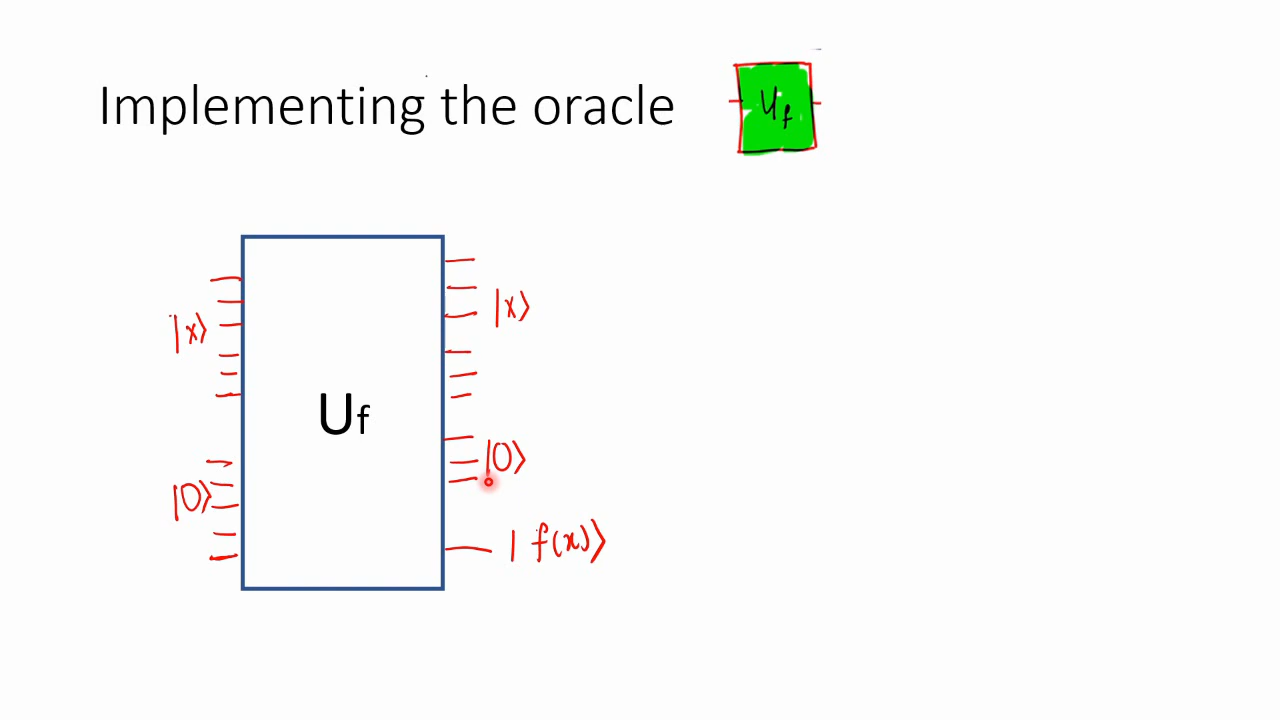 Implementing the oracle
Uf
|x⟩
|x⟩
Uf
|0⟩
|0⟩
| f(x)⟩